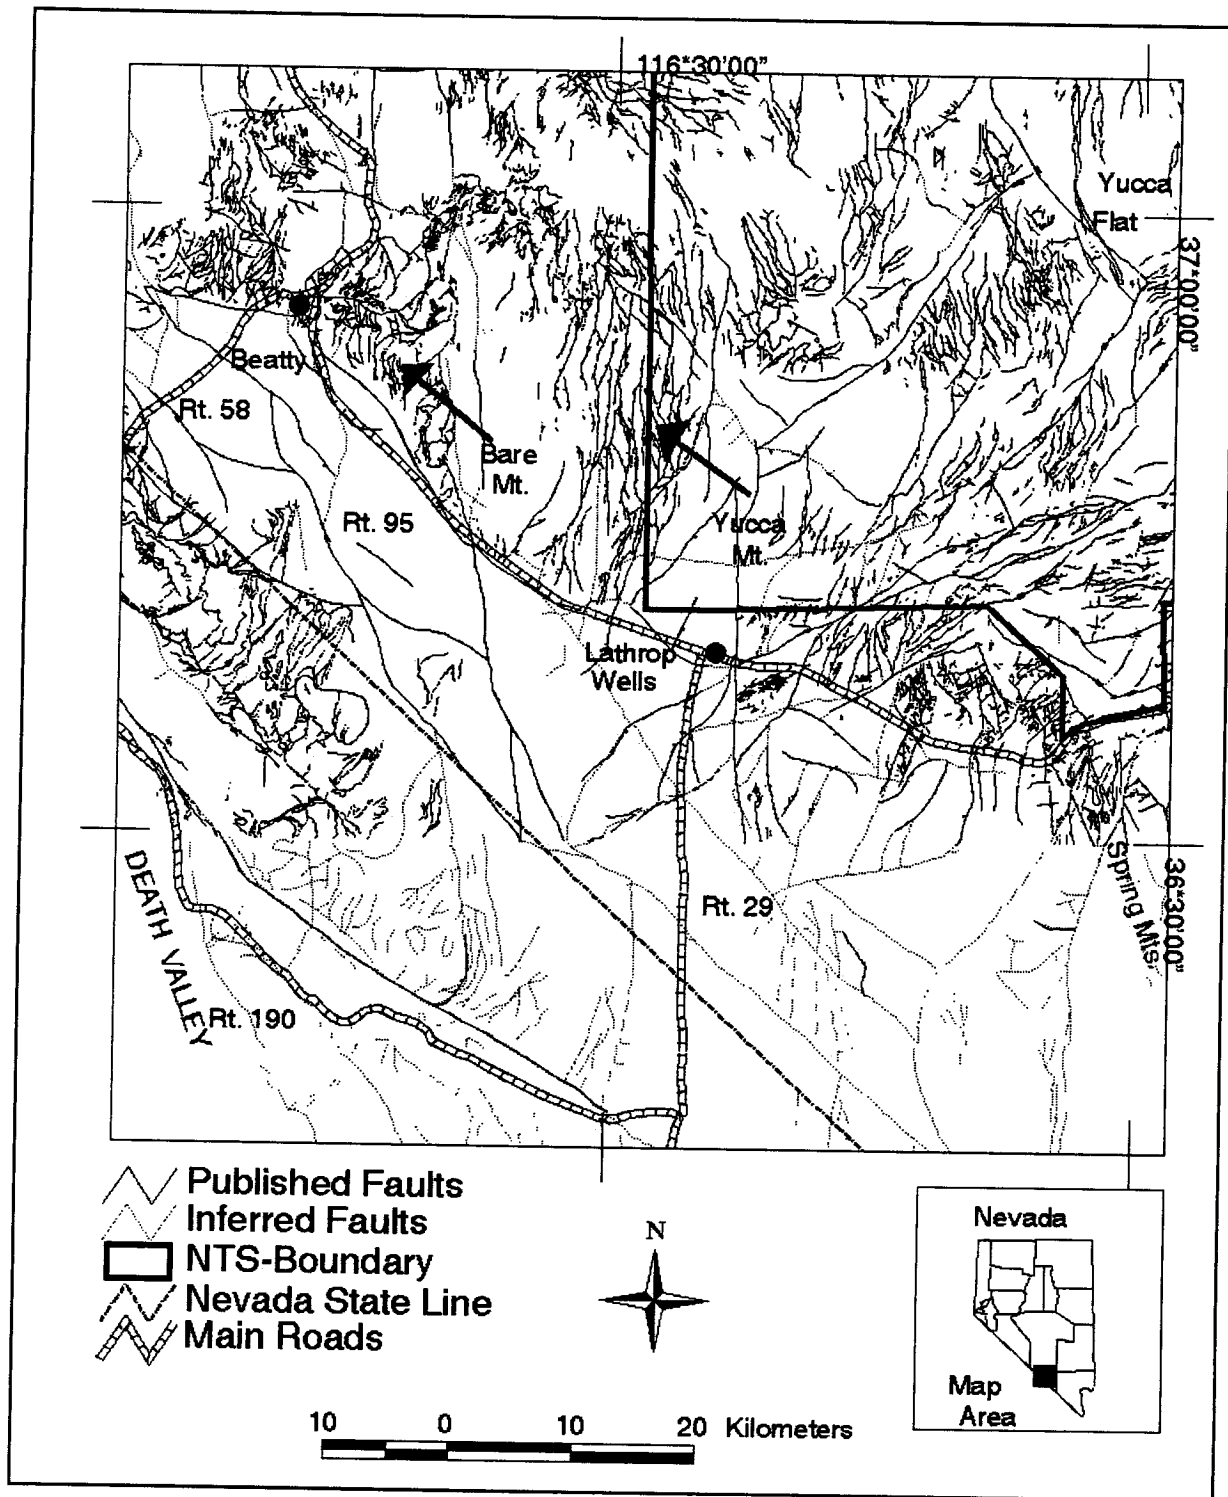 116°30'00"
Yucca
Flat
37°00'00"
Beatty
Rt. 58
Bare
Mt.
Rt. 95
Yucca
Mt.
Lathrop
Wells
DEATH VALLEY
Rt. 29
Spring Mts.
36°30'00"
Rt. 190
Published Faults
Inferred Faults
NTS-Boundary
Nevada State Line
Main Roads
N
Nevada
Map
Area
10 0 10 20 Kilometers